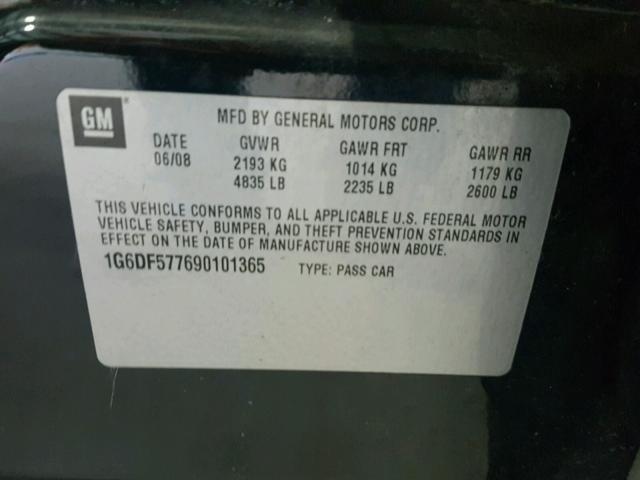 GM
MFD BY GENERAL MOTORS CORP.
DATE GVWR GAWR FRT GAWR RR
06/08 2193 KG 1014 KG 1179 KG
4835 LB 2235 LB 2600 LB
THIS VEHICLE CONFORMS TO ALL APPLICABLE U.S. FEDERAL MOTOR
VEHICLE SAFETY, BUMPER, AND THEFT PREVENTION STANDARDS IN
EFFECT ON THE DATE OF MANUFACTURE SHOWN ABOVE.
1G6DF577690101365 TYPE: PASS CAR